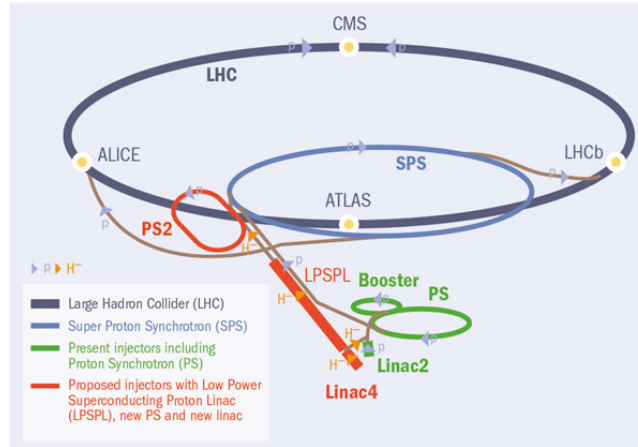 CMS
p
p
LHC
ALICE
p
SPS
LHCb
p
p
ATLAS
PS2
p
H⁻
p
LPSPL
p H⁻
H⁻
Booster
p
PS
p
H⁻
p
H⁻
Linac2
Linac4
Large Hadron Collider (LHC)
Super Proton Synchrotron (SPS)
Present injectors including
Proton Synchrotron (PS)
Proposed injectors with Low Power
Superconducting Proton Linac
(LPSPL), new PS and new linac